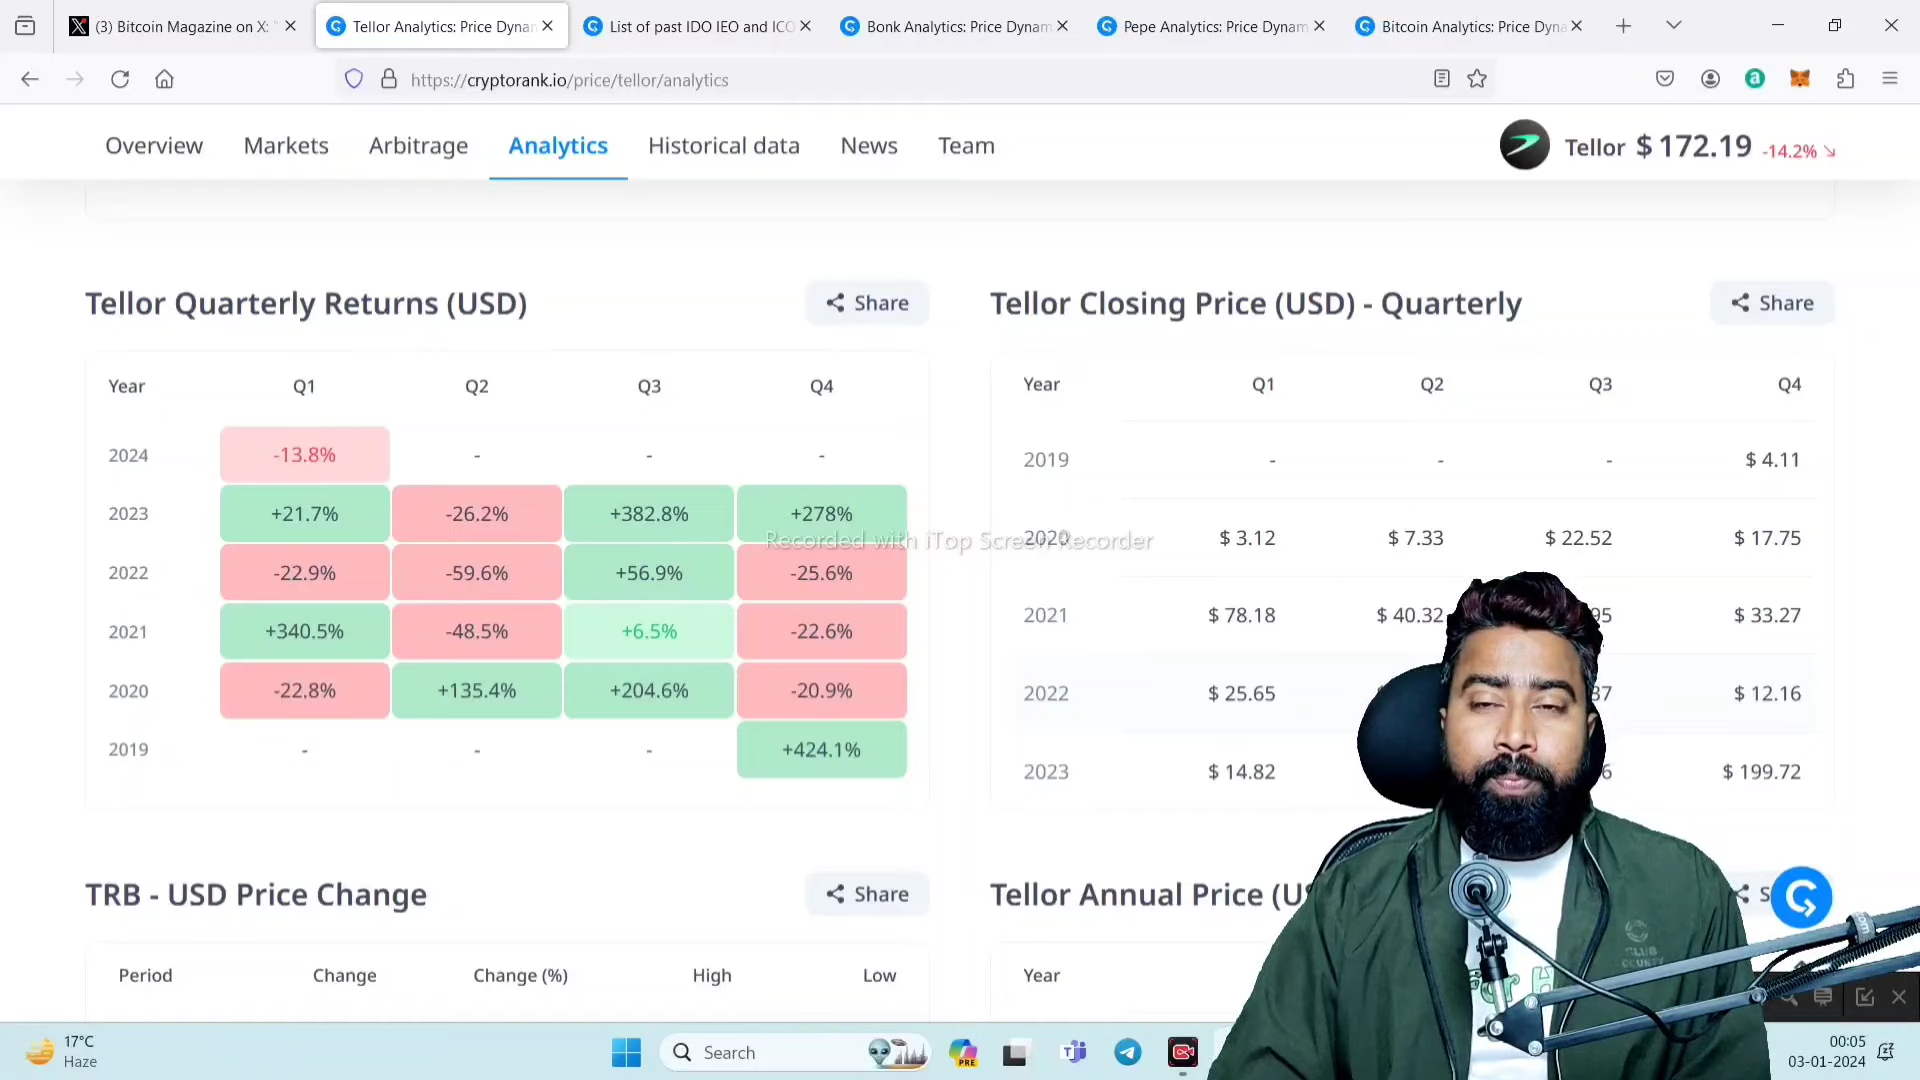 (3) Bitcoin Magazine on X: "
Tellor Analytics: Price Dynam
List of past IDO IEO and ICO
Bonk Analytics: Price Dynam
Pepe Analytics: Price Dynam
Bitcoin Analytics: Price Dyna
https://cryptorank.io/price/tellor/analytics
Overview Markets Arbitrage Analytics Historical data News Team
Tellor $ 172.19 -14.2%
Tellor Quarterly Returns (USD)
Share
Year Q1 Q2 Q3 Q4
2024 -13.8% - - -
2023 +21.7% -26.2% +382.8% +278%
2022 -22.9% -59.6% +56.9% -25.6%
2021 +340.5% -48.5% +6.5% -22.6%
2020 -22.8% +135.4% +204.6% -20.9%
2019 - - - +424.1%
Tellor Closing Price (USD) - Quarterly
Share
Year Q1 Q2 Q3 Q4
2019 - - - $ 4.11
2020 $ 3.12 $ 7.33 $ 22.52 $ 17.75
2021 $ 78.18 $ 40.32 95 $ 33.27
2022 $ 25.65 37 $ 12.16
2023 $ 14.82 6 $ 199.72
Recorded with iTop Screen Recorder
TRB - USD Price Change
Share
Period Change Change (%) High Low
Tellor Annual Price (US
S
Year
CLUB
COUNTY
17°C
Haze
Search
PRE
00:05
03-01-2024